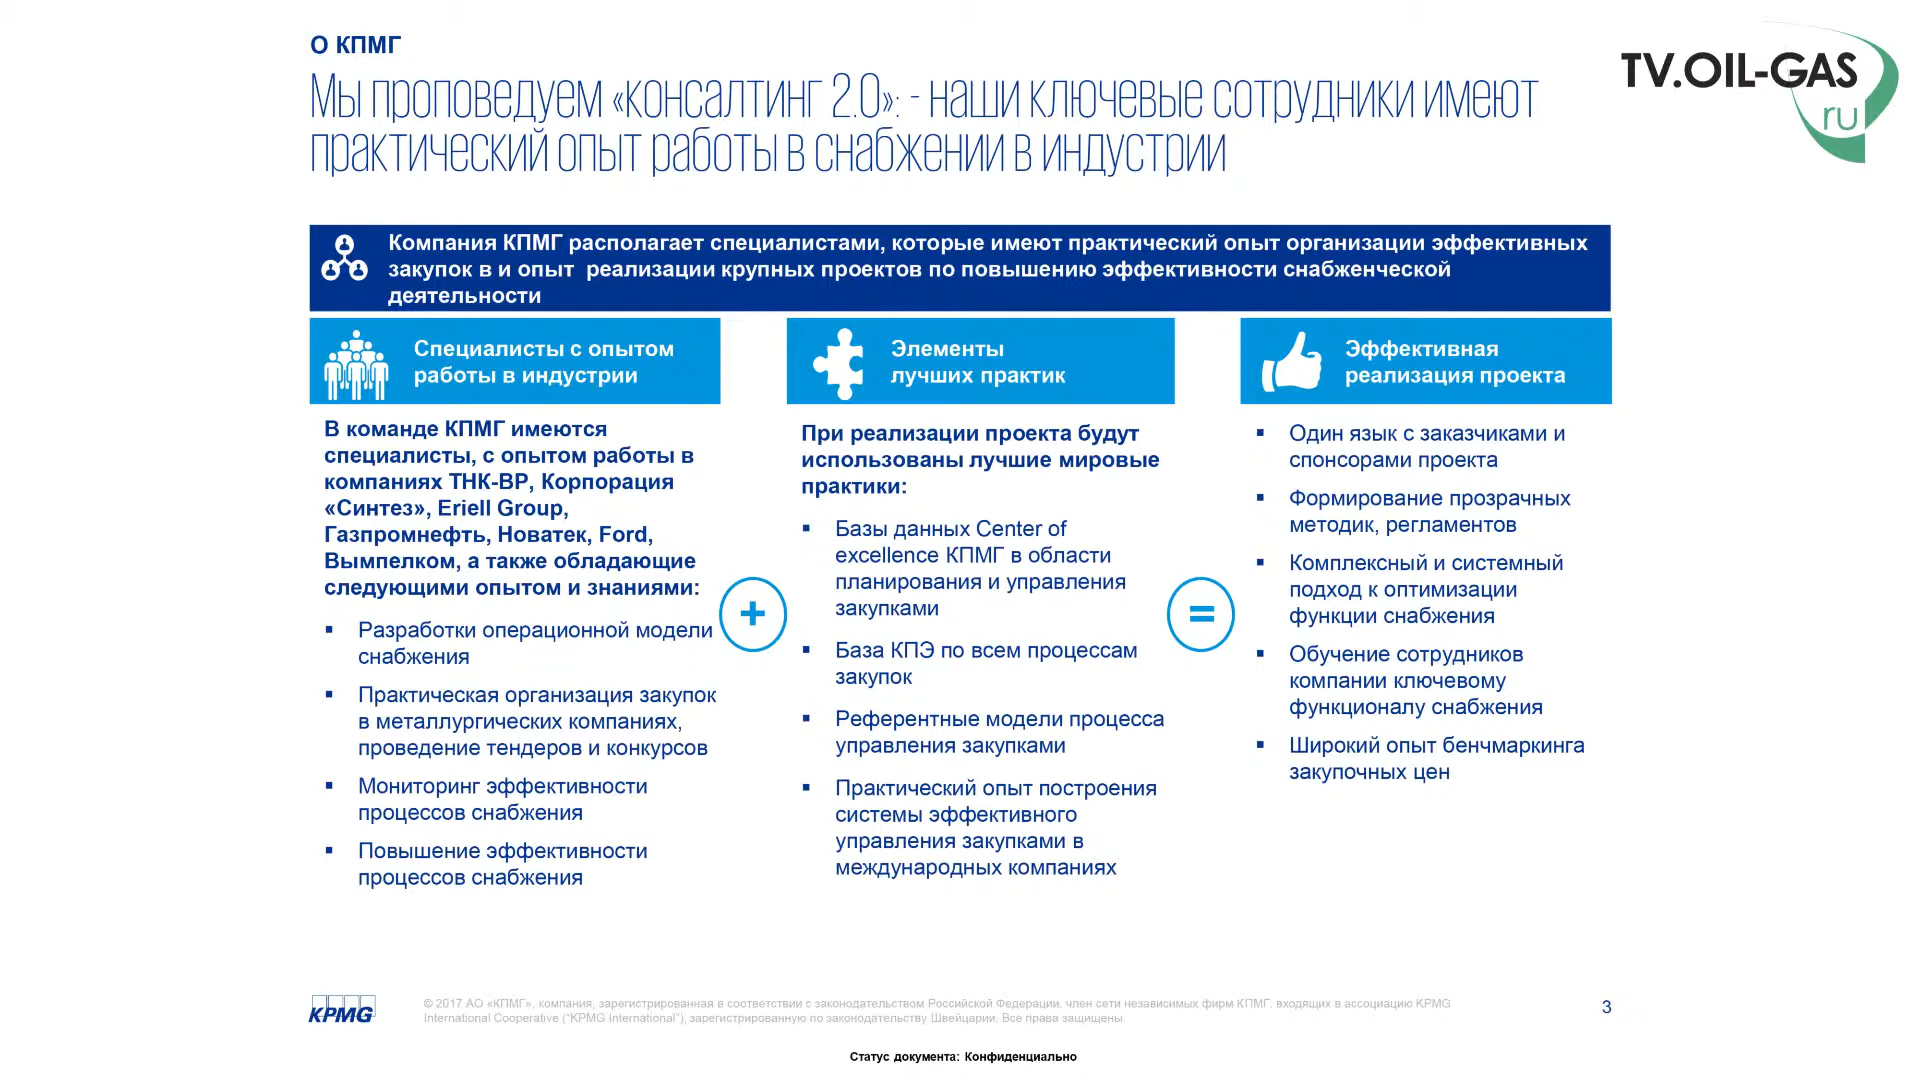 О КПМГ
Мы проповедуем «консалтинг 2.0»: - наши ключевые сотрудники имеют
практический опыт работы в снабжении в индустрии
TV.OIL-GAS
ru
Компания КПМГ располагает специалистами, которые имеют практический опыт организации эффективных
закупок в и опыт реализации крупных проектов по повышению эффективности снабженческой
деятельности
Специалисты с опытом
работы в индустрии
В команде КПМГ имеются
специалисты, с опытом работы в
компаниях ТНК-ВР, Корпорация
«Синтез», Eriell Group,
Газпромнефть, Новатек, Ford,
Вымпелком, а также обладающие
следующими опытом и знаниями:
▪ Разработки операционной модели
снабжения
▪ Практическая организация закупок
в металлургических компаниях,
проведение тендеров и конкурсов
▪ Мониторинг эффективности
процессов снабжения
▪ Повышение эффективности
процессов снабжения
+
Элементы
лучших практик
При реализации проекта будут
использованы лучшие мировые
практики:
▪ Базы данных Center of
excellence КПМГ в области
планирования и управления
закупками
▪ База КПЭ по всем процессам
закупок
▪ Референтные модели процесса
управления закупками
▪ Практический опыт построения
системы эффективного
управления закупками в
международных компаниях
=
Эффективная
реализация проекта
▪ Один язык с заказчиками и
спонсорами проекта
▪ Формирование прозрачных
методик, регламентов
▪ Комплексный и системный
подход к оптимизации
функции снабжения
▪ Обучение сотрудников
компании ключевому
функционалу снабжения
▪ Широкий опыт бенчмаркинга
закупочных цен
KPMG
© 2017 АО «КПМГ», компания, зарегистрированная в соответствии с законодательством Российской Федерации, член сети независимых фирм КПМГ, входящих в ассоциацию KPMG
International Cooperative (“KPMG International”), зарегистрированную по законодательству Швейцарии. Все права защищены.
3
Статус документа: Конфиденциально